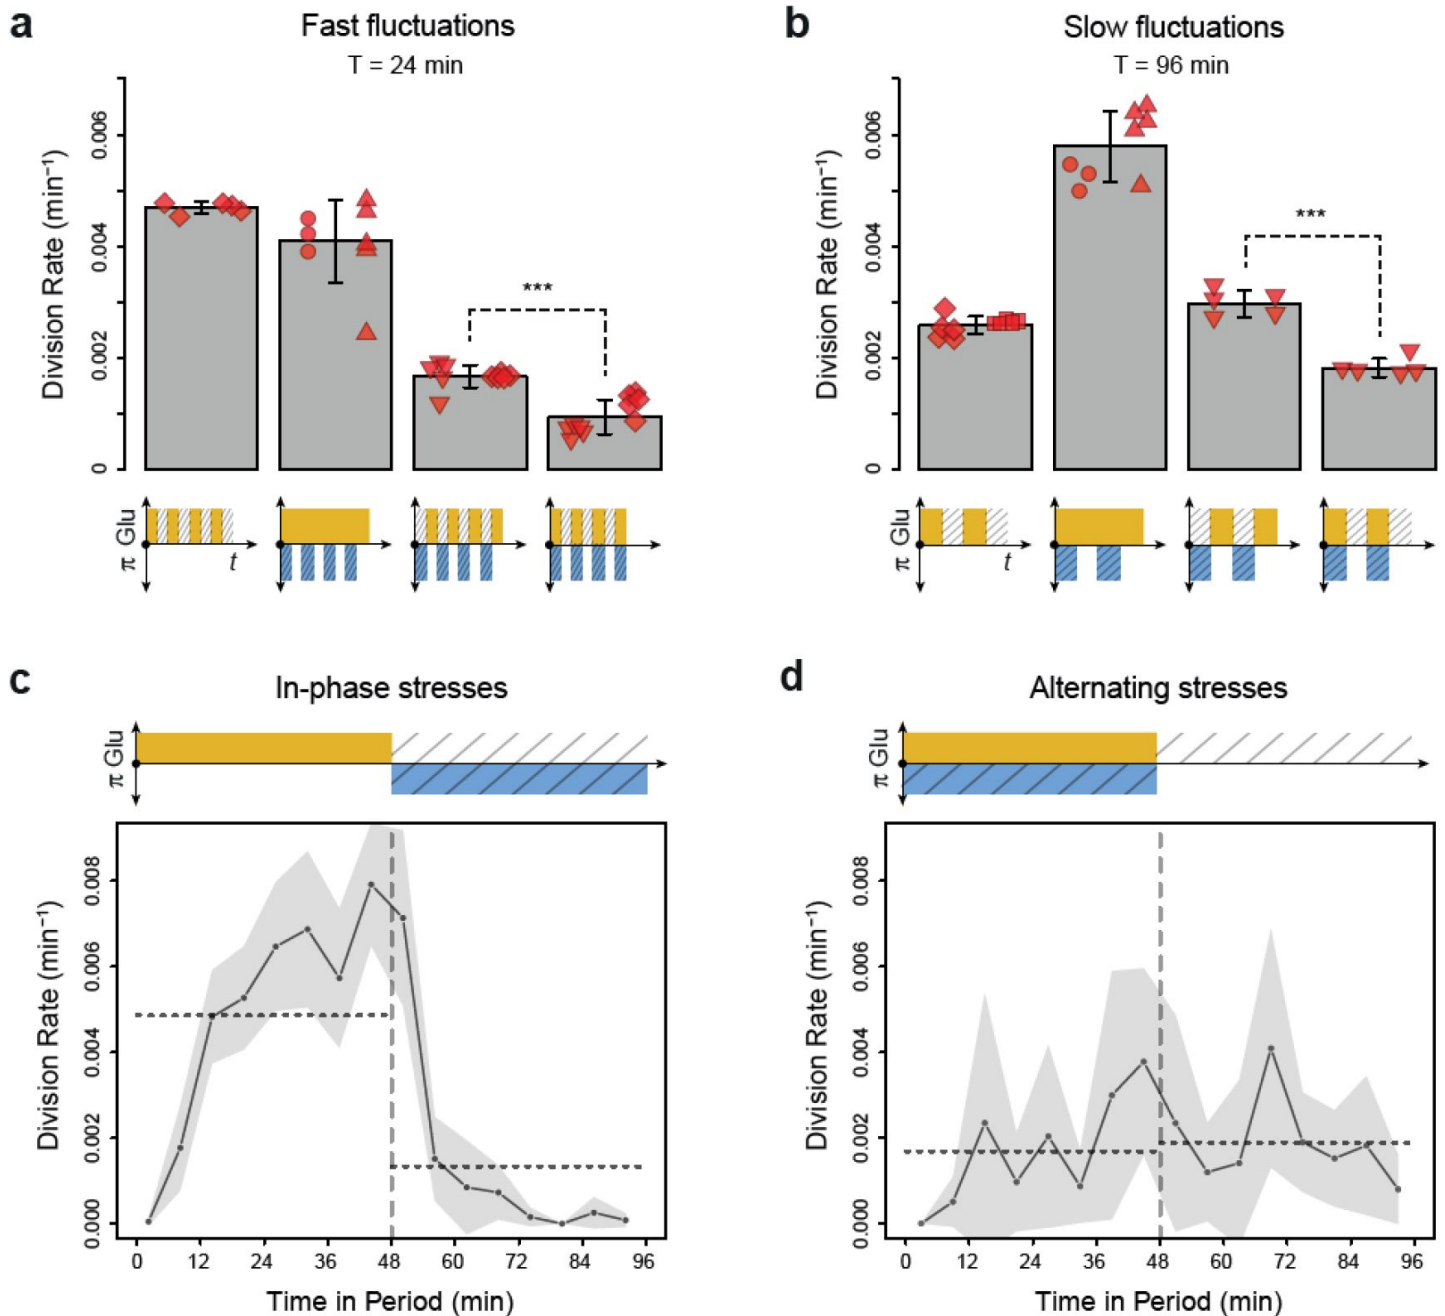 a
Fast fluctuations
T = 24 min
Division Rate (min⁻¹)
0.006
0.004
0.002
0
***
π Glu
t
b
Slow fluctuations
T = 96 min
Division Rate (min⁻¹)
0.006
0.004
0.002
0
***
π Glu
t
c
In-phase stresses
π Glu
Division Rate (min⁻¹)
0.008
0.006
0.004
0.002
0.000
0 12 24 36 48 60 72 84 96
Time in Period (min)
d
Alternating stresses
π Glu
Division Rate (min⁻¹)
0.008
0.006
0.004
0.002
0.000
0 12 24 36 48 60 72 84 96
Time in Period (min)